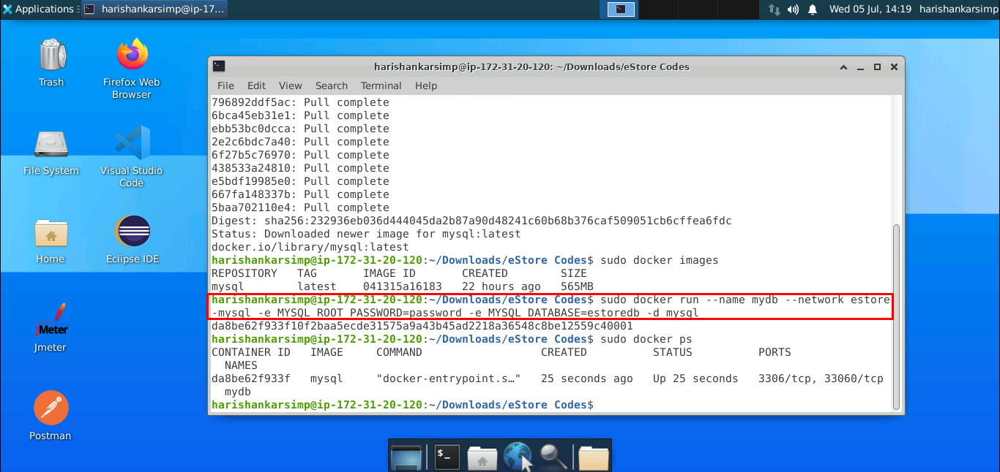 Applications
harishankarsimp@ip-17...
Wed 05 Jul, 14:19
harishankarsimp
Trash
Firefox Web
Browser
File System
Visual Studio
Code
Home
Eclipse IDE
JMeter
Jmeter
Postman
harishankarsimp@ip-172-31-20-120: ~/Downloads/eStore Codes
File Edit View Search Terminal Help
796892ddf5ac: Pull complete
6bca45eb31e1: Pull complete
ebb53bc0dcca: Pull complete
2e2c6bdc7a40: Pull complete
6f27b5c76970: Pull complete
438533a24810: Pull complete
e5bdf19985e0: Pull complete
667fa148337b: Pull complete
5baa702110e4: Pull complete
Digest: sha256:232936eb036d444045da2b87a90d48241c60b68b376caf509051cb6cffea6fdc
Status: Downloaded newer image for mysql:latest
docker.io/library/mysql:latest
harishankarsimp@ip-172-31-20-120:~/Downloads/eStore Codes$ sudo docker images
REPOSITORY TAG IMAGE ID CREATED SIZE
mysql latest 041315a16183 22 hours ago 565MB
harishankarsimp@ip-172-31-20-120:~/Downloads/eStore Codes$ sudo docker run --name mydb --network estore
-mysql -e MYSQL_ROOT_PASSWORD=password -e MYSQL_DATABASE=estoredb -d mysql
da8be62f933f10f2baa5ecde31575a9a43b45ad2218a36548c8be12559c40001
harishankarsimp@ip-172-31-20-120:~/Downloads/eStore Codes$ sudo docker ps
CONTAINER ID IMAGE COMMAND CREATED STATUS PORTS
NAMES
da8be62f933f mysql "docker-entrypoint.s…" 25 seconds ago Up 25 seconds 3306/tcp, 33060/tcp
mydb
harishankarsimp@ip-172-31-20-120:~/Downloads/eStore Codes$
$_